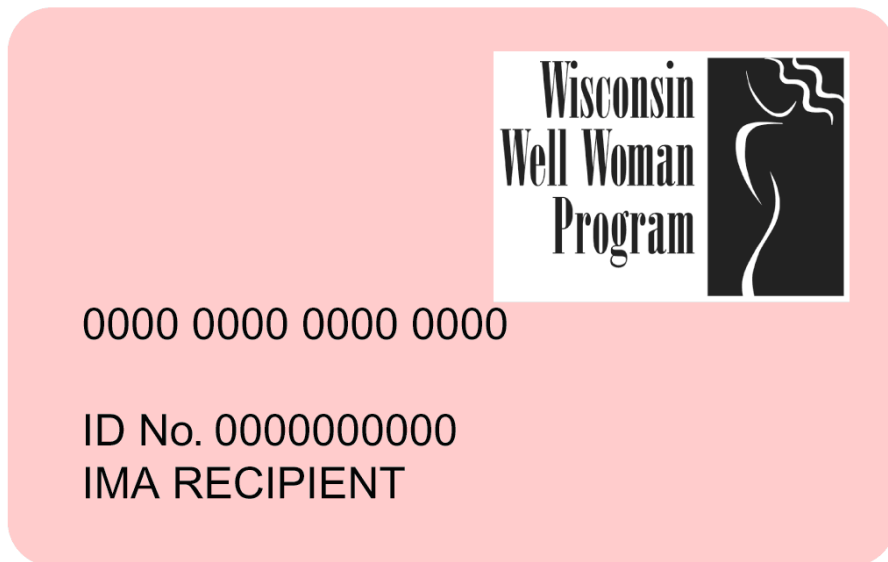 Wisconsin
Well Woman
Program
0000 0000 0000 0000
ID No. 0000000000
IMA RECIPIENT